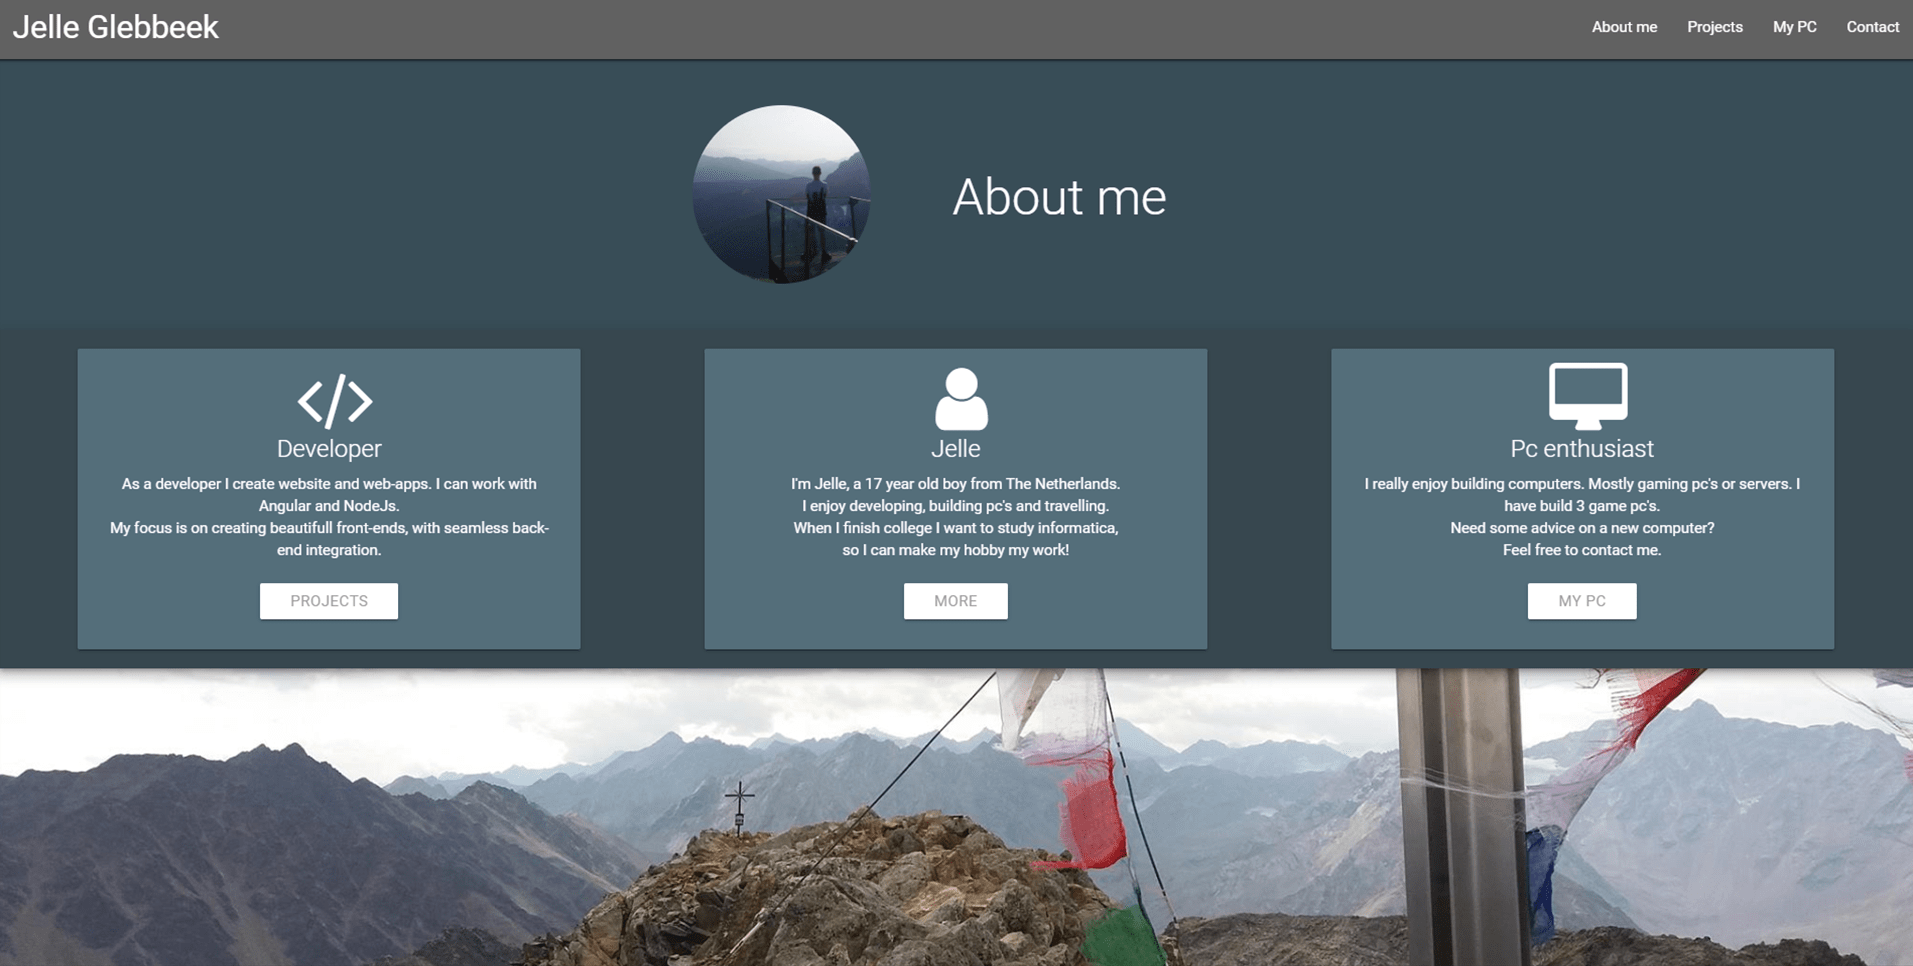 Jelle Glebbeek
About me
Projects
My PC
Contact
About me
Developer
As a developer I create website and web-apps. I can work with
Angular and NodeJs.
My focus is on creating beautifull front-ends, with seamless back-
end integration.
PROJECTS
Jelle
I'm Jelle, a 17 year old boy from The Netherlands.
I enjoy developing, building pc's and travelling.
When I finish college I want to study informatica,
so I can make my hobby my work!
MORE
Pc enthusiast
I really enjoy building computers. Mostly gaming pc's or servers. I
have build 3 game pc's.
Need some advice on a new computer?
Feel free to contact me.
MY PC